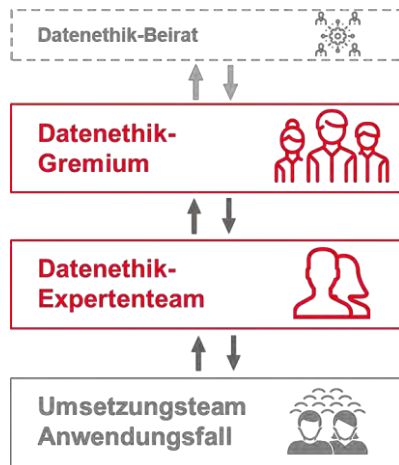 Datenethik-Beirat
Datenethik-
Gremium
Datenethik-
Expertenteam
Umsetzungsteam
Anwendungsfall